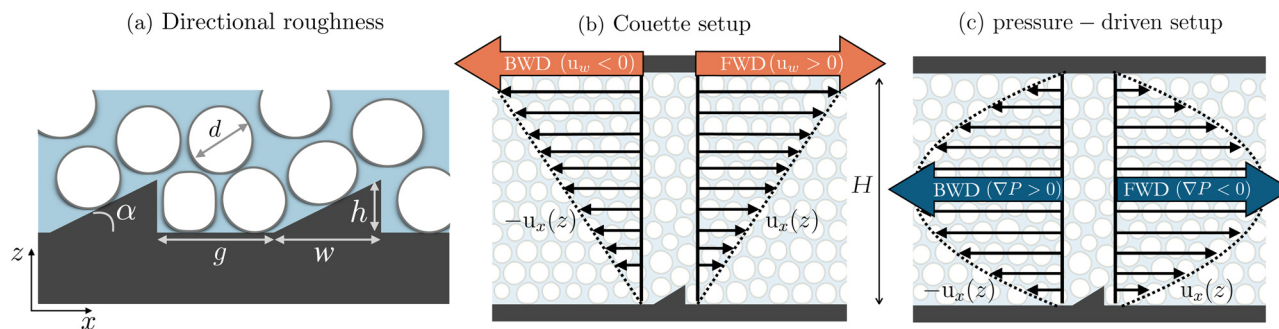 (a) Directional roughness
d
α
h
g
w
z
x
(b) Couette setup
BWD (u_w < 0)
FWD (u_w > 0)
H
−u_x(z)
u_x(z)
(c) pressure − driven setup
BWD (∇P > 0)
FWD (∇P < 0)
−u_x(z)
u_x(z)